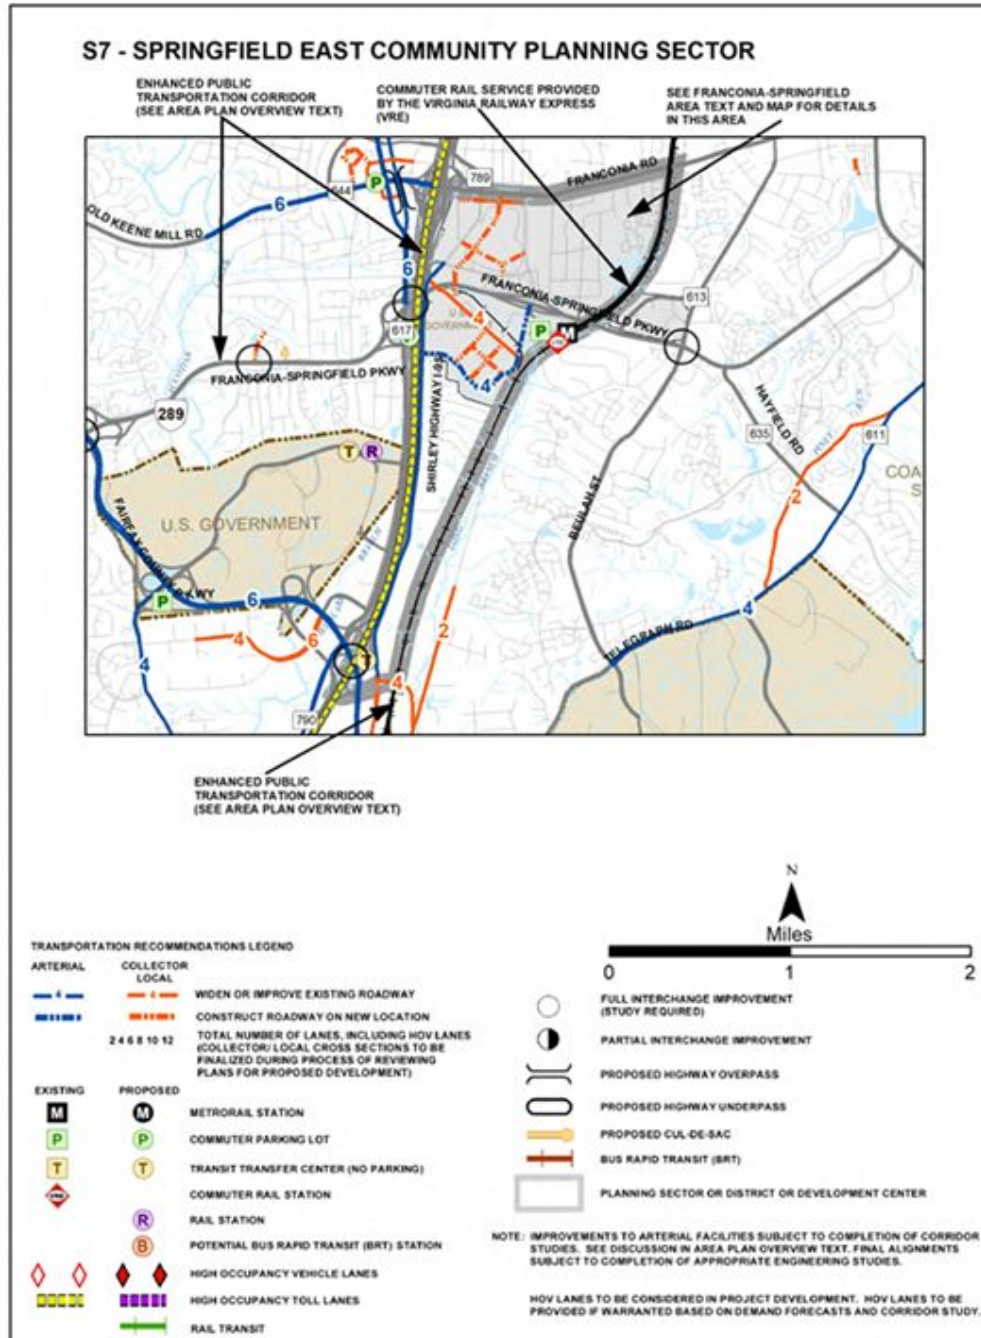 S7 - SPRINGFIELD EAST COMMUNITY PLANNING SECTOR
ENHANCED PUBLIC
TRANSPORTATION CORRIDOR
(SEE AREA PLAN OVERVIEW TEXT)
COMMUTER RAIL SERVICE PROVIDED
BY THE VIRGINIA RAILWAY EXPRESS
(VRE)
SEE FRANCONIA-SPRINGFIELD
AREA TEXT AND MAP FOR DETAILS
IN THIS AREA
789
FRANCONIA RD
P
644
6
OLD KEENE MILL RD
6
FRANCONIA-SPRINGFIELD PKWY
613
4
617
GOVERNMENT
P
M
FRANCONIA-SPRINGFIELD PKWY
4
289
SHIRLEY HIGHWAY I-95
HAYFIELD RD
635
611
T
R
2
COA
U.S. GOVERNMENT
BEULAH ST
FAIRFAX COUNTY PKWY
P
6
4
6
2
4
4
TELEGRAPH RD
T
4
790
ENHANCED PUBLIC
TRANSPORTATION CORRIDOR
(SEE AREA PLAN OVERVIEW TEXT)
N
Miles
0 1 2
TRANSPORTATION RECOMMENDATIONS LEGEND
ARTERIAL
COLLECTOR
LOCAL
4 4 WIDEN OR IMPROVE EXISTING ROADWAY
CONSTRUCT ROADWAY ON NEW LOCATION
2 4 6 8 10 12 TOTAL NUMBER OF LANES, INCLUDING HOV LANES
(COLLECTOR/ LOCAL CROSS SECTIONS TO BE
FINALIZED DURING PROCESS OF REVIEWING
PLANS FOR PROPOSED DEVELOPMENT)
EXISTING PROPOSED
M M METRORAIL STATION
P P COMMUTER PARKING LOT
T T TRANSIT TRANSFER CENTER (NO PARKING)
VRE COMMUTER RAIL STATION
R RAIL STATION
B POTENTIAL BUS RAPID TRANSIT (BRT) STATION
HIGH OCCUPANCY VEHICLE LANES
HIGH OCCUPANCY TOLL LANES
RAIL TRANSIT
FULL INTERCHANGE IMPROVEMENT
(STUDY REQUIRED)
PARTIAL INTERCHANGE IMPROVEMENT
PROPOSED HIGHWAY OVERPASS
PROPOSED HIGHWAY UNDERPASS
PROPOSED CUL-DE-SAC
BUS RAPID TRANSIT (BRT)
PLANNING SECTOR OR DISTRICT OR DEVELOPMENT CENTER
NOTE: IMPROVEMENTS TO ARTERIAL FACILITIES SUBJECT TO COMPLETION OF CORRIDOR
STUDIES. SEE DISCUSSION IN AREA PLAN OVERVIEW TEXT. FINAL ALIGNMENTS
SUBJECT TO COMPLETION OF APPROPRIATE ENGINEERING STUDIES.
HOV LANES TO BE CONSIDERED IN PROJECT DEVELOPMENT. HOV LANES TO BE
PROVIDED IF WARRANTED BASED ON DEMAND FORECASTS AND CORRIDOR STUDY.